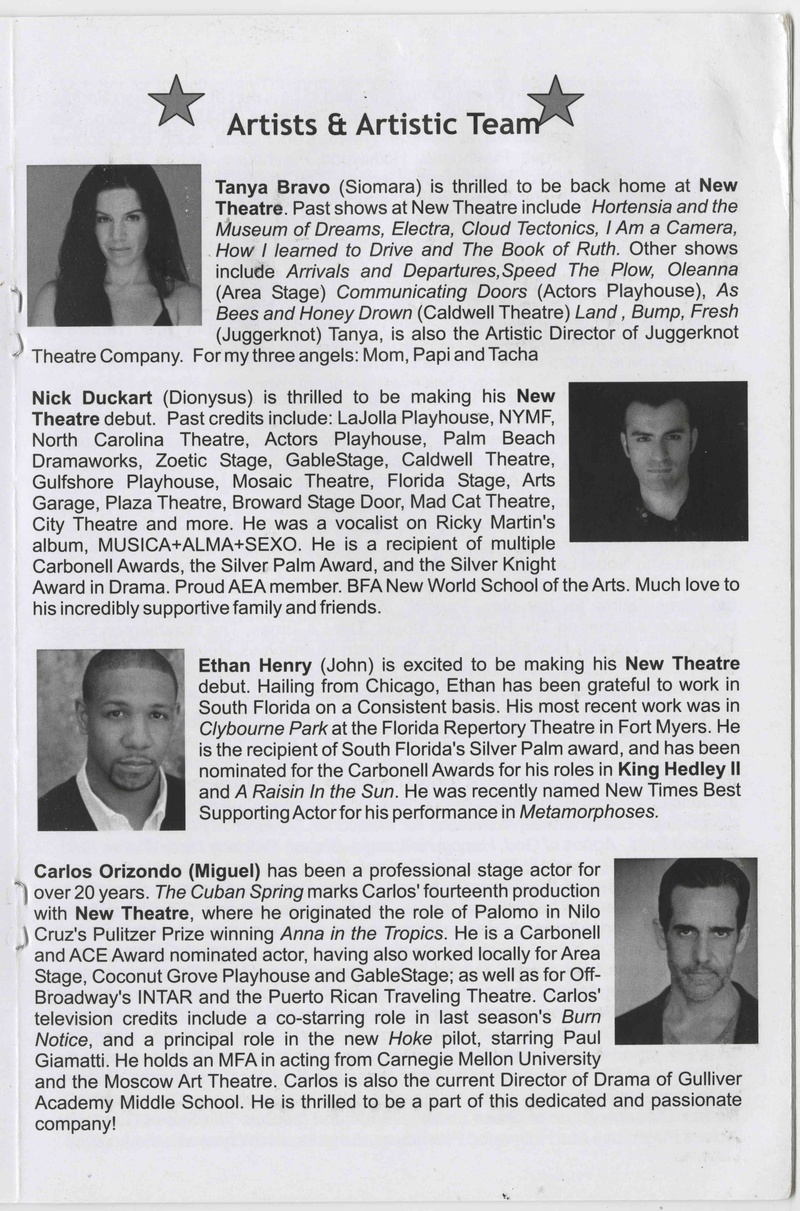 Artists & Artistic Team
Tanya Bravo (Siomara) is thrilled to be back home at New
Theatre. Past shows at New Theatre include Hortensia and the
Museum of Dreams, Electra, Cloud Tectonics, I Am a Camera,
How I learned to Drive and The Book of Ruth. Other shows
include Arrivals and Departures,Speed The Plow, Oleanna
(Area Stage) Communicating Doors (Actors Playhouse), As
Bees and Honey Drown (Caldwell Theatre) Land , Bump, Fresh
(Juggerknot) Tanya, is also the Artistic Director of Juggerknot
Theatre Company. For my three angels: Mom, Papi and Tacha
Nick Duckart (Dionysus) is thrilled to be making his New
Theatre debut. Past credits include: LaJolla Playhouse, NYMF,
North Carolina Theatre, Actors Playhouse, Palm Beach
Dramaworks, Zoetic Stage, GableStage, Caldwell Theatre,
Gulfshore Playhouse, Mosaic Theatre, Florida Stage, Arts
Garage, Plaza Theatre, Broward Stage Door, Mad Cat Theatre,
City Theatre and more. He was a vocalist on Ricky Martin's
album, MUSICA+ALMA+SEXO. He is a recipient of multiple
Carbonell Awards, the Silver Palm Award, and the Silver Knight
Award in Drama. Proud AEA member. BFA New World School of the Arts. Much love to
his incredibly supportive family and friends.
Ethan Henry (John) is excited to be making his New Theatre
debut. Hailing from Chicago, Ethan has been grateful to work in
South Florida on a Consistent basis. His most recent work was in
Clybourne Park at the Florida Repertory Theatre in Fort Myers. He
is the recipient of South Florida's Silver Palm award, and has been
nominated for the Carbonell Awards for his roles in King Hedley II
and A Raisin In the Sun. He was recently named New Times Best
Supporting Actor for his performance in Metamorphoses.
Carlos Orizondo (Miguel) has been a professional stage actor for
over 20 years. The Cuban Spring marks Carlos' fourteenth production
with New Theatre, where he originated the role of Palomo in Nilo
Cruz's Pulitzer Prize winning Anna in the Tropics. He is a Carbonell
and ACE Award nominated actor, having also worked locally for Area
Stage, Coconut Grove Playhouse and GableStage; as well as for Off-
Broadway's INTAR and the Puerto Rican Traveling Theatre. Carlos'
television credits include a co-starring role in last season's Burn
Notice, and a principal role in the new Hoke pilot, starring Paul
Giamatti. He holds an MFA in acting from Carnegie Mellon University
and the Moscow Art Theatre. Carlos is also the current Director of Drama of Gulliver
Academy Middle School. He is thrilled to be a part of this dedicated and passionate
company!